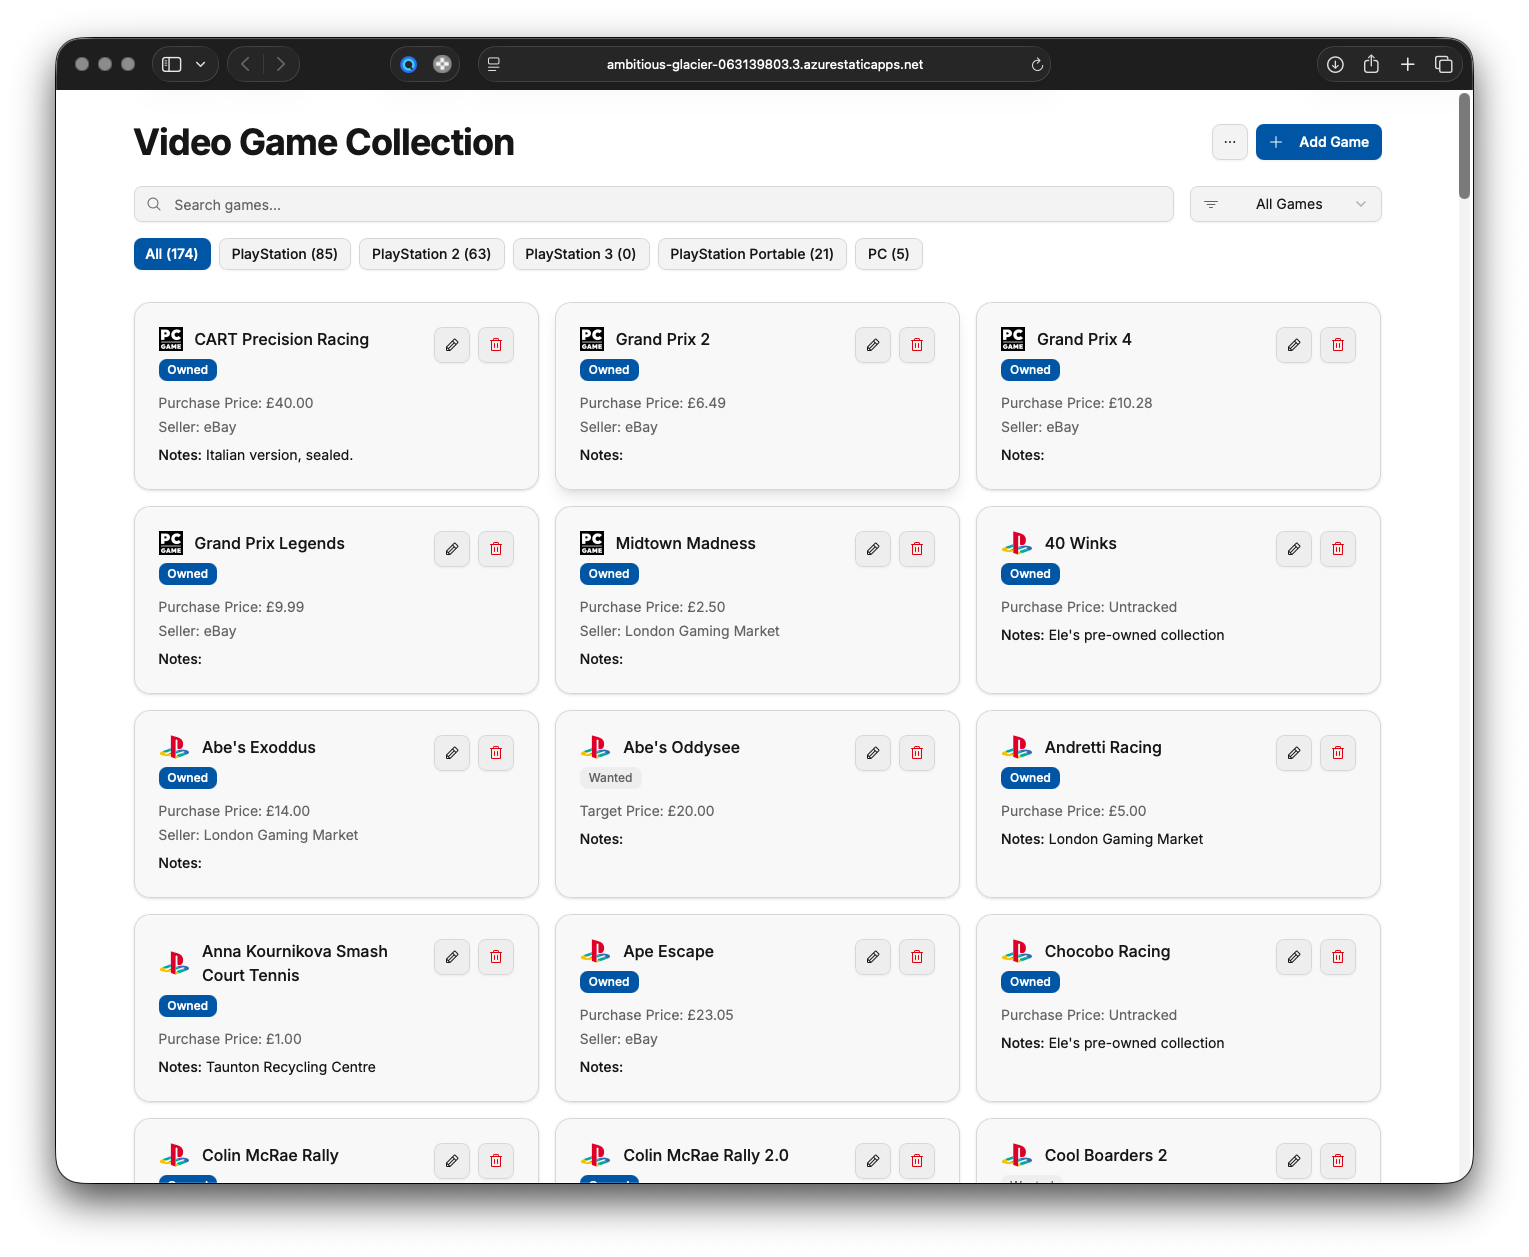 ambitious-glacier-063139803.3.azurestaticapps.net
Video Game Collection
...
Add Game
Search games...
All Games
All (174)
PlayStation (85)
PlayStation 2 (63)
PlayStation 3 (0)
PlayStation Portable (21)
PC (5)
PC GAME CART Precision Racing
Owned
Purchase Price: £40.00
Seller: eBay
Notes: Italian version, sealed.
PC GAME Grand Prix 2
Owned
Purchase Price: £6.49
Seller: eBay
Notes:
PC GAME Grand Prix 4
Owned
Purchase Price: £10.28
Seller: eBay
Notes:
PC GAME Grand Prix Legends
Owned
Purchase Price: £9.99
Seller: eBay
Notes:
PC GAME Midtown Madness
Owned
Purchase Price: £2.50
Seller: London Gaming Market
Notes:
40 Winks
Owned
Purchase Price: Untracked
Notes: Ele's pre-owned collection
Abe's Exoddus
Owned
Purchase Price: £14.00
Seller: London Gaming Market
Notes:
Abe's Oddysee
Wanted
Target Price: £20.00
Notes:
Andretti Racing
Owned
Purchase Price: £5.00
Notes: London Gaming Market
Anna Kournikova Smash
Court Tennis
Owned
Purchase Price: £1.00
Notes: Taunton Recycling Centre
Ape Escape
Owned
Purchase Price: £23.05
Seller: eBay
Notes:
Chocobo Racing
Owned
Purchase Price: Untracked
Notes: Ele's pre-owned collection
Colin McRae Rally
Colin McRae Rally 2.0
Cool Boarders 2